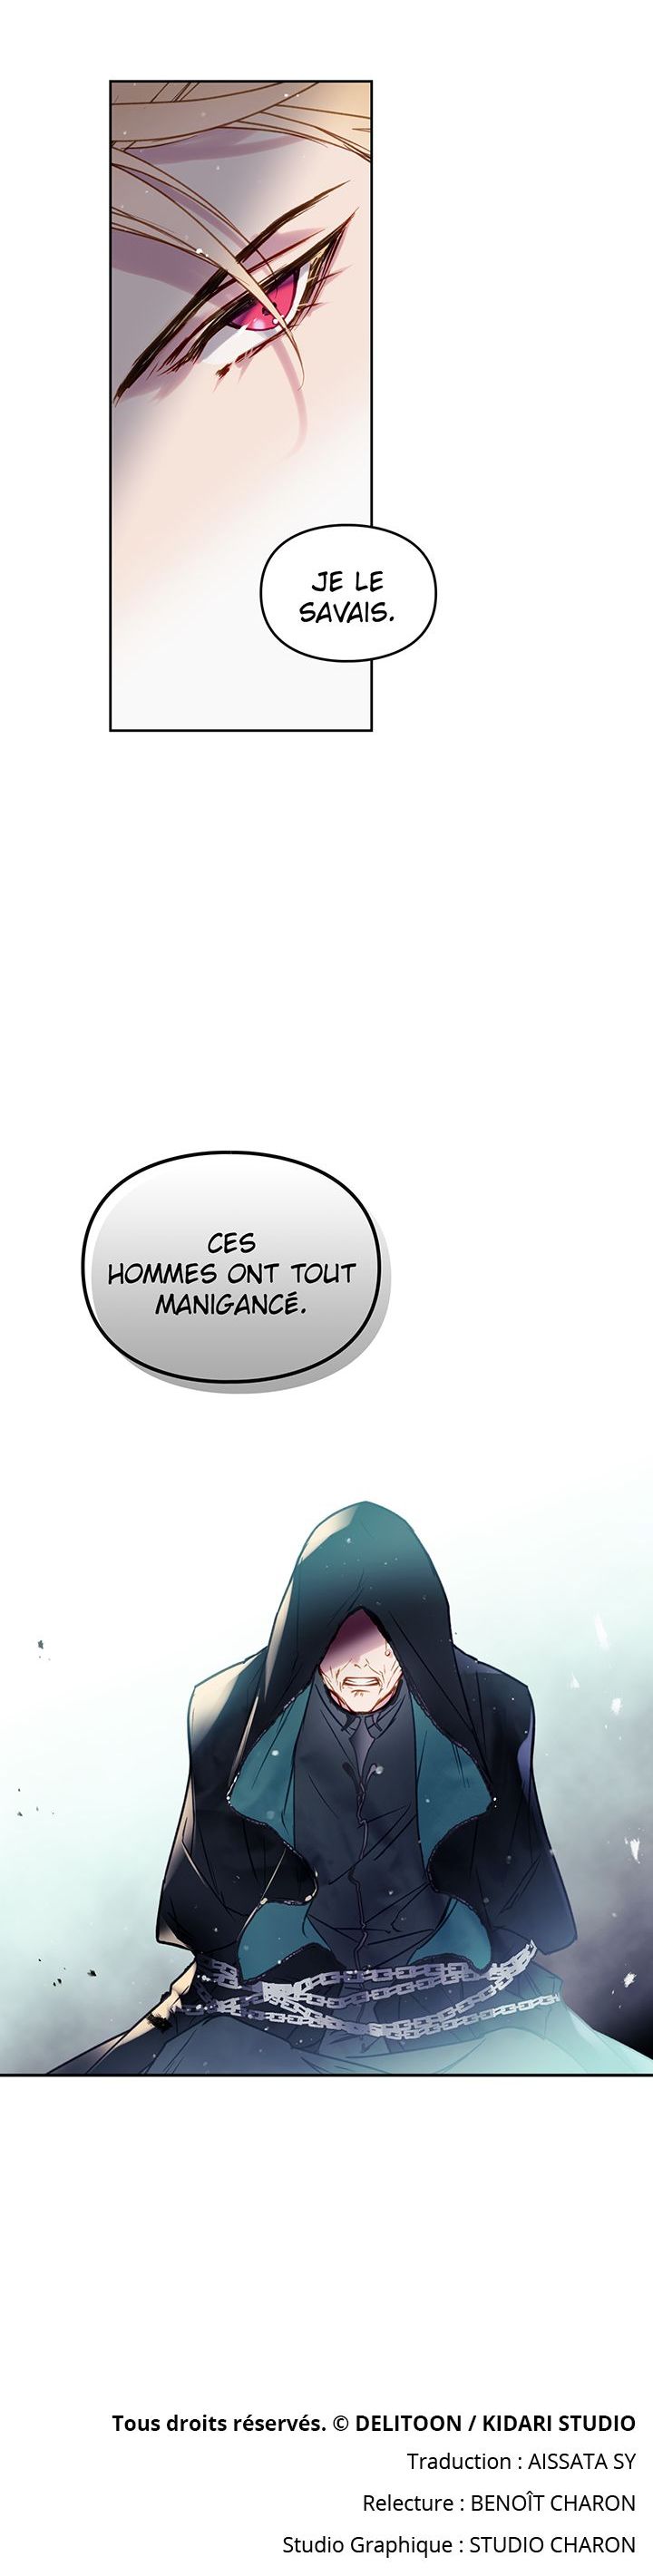 JE LE
SAVAIS.
CES
HOMMES ONT TOUT
MANIGANCÉ.
Tous droits réservés. © DELITOON / KIDARI STUDIO
Traduction : AISSATA SY
Relecture : BENOÎT CHARON
Studio Graphique : STUDIO CHARON